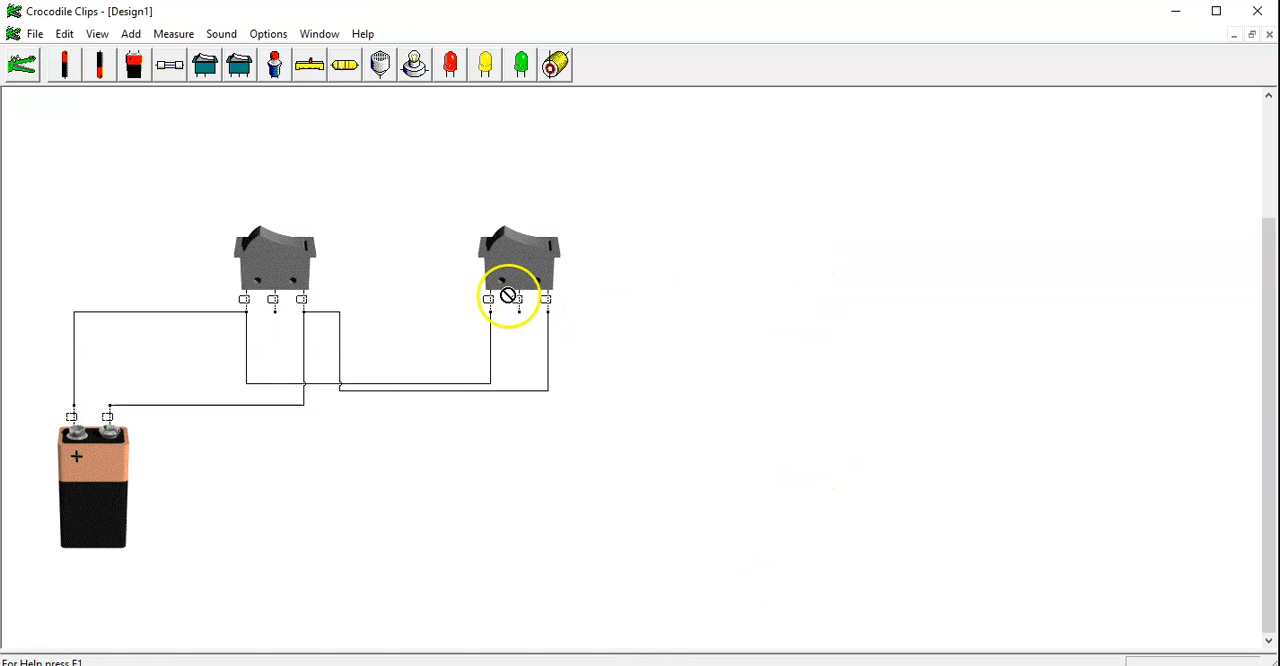 Crocodile Clips - [Design1]
File Edit View Add Measure Sound Options Window Help
+
For Help press F1